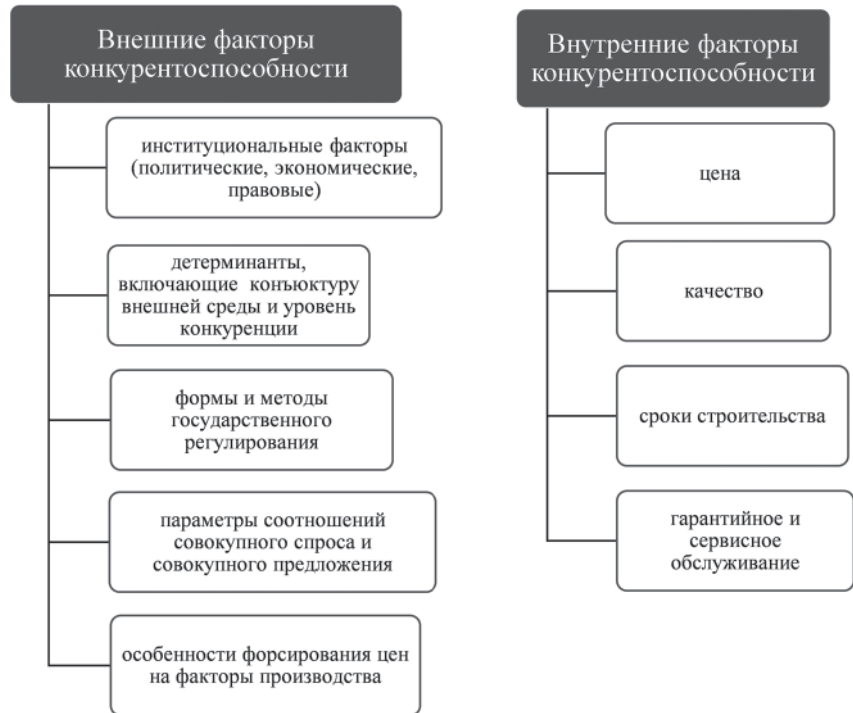 Внешние факторы
конкурентоспособности
институциональные факторы
(политические, экономические,
правовые)
детерминанты,
включающие конъюктуру
внешней среды и уровень
конкуренции
формы и методы
государственного
регулирования
параметры соотношений
совокупного спроса и
совокупного предложения
особенности форсирования цен
на факторы производства
Внутренние факторы
конкурентоспособности
цена
качество
сроки строительства
гарантийное и
сервисное
обслуживание